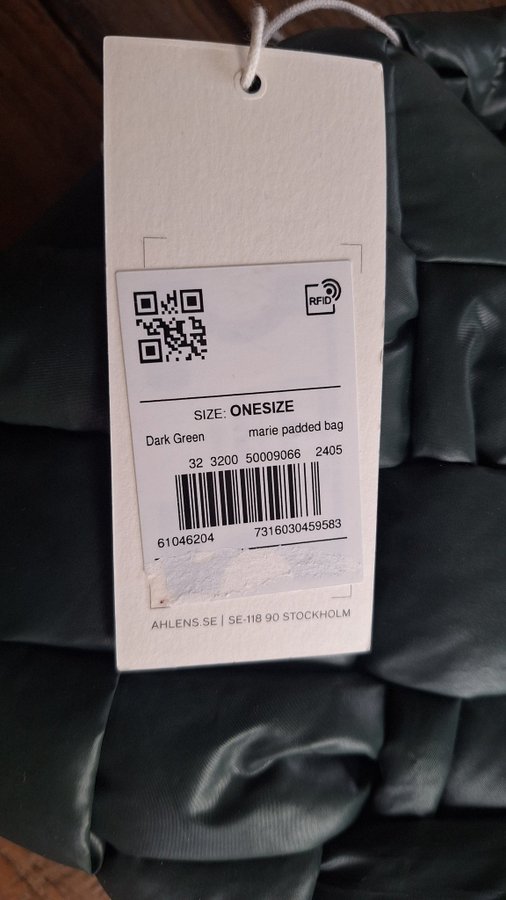 RFID
SIZE: ONESIZE
Dark Green marie padded bag
32 3200 50009066 2405
61046204 7316030459583
AHLENS.SE | SE-118 90 STOCKHOLM